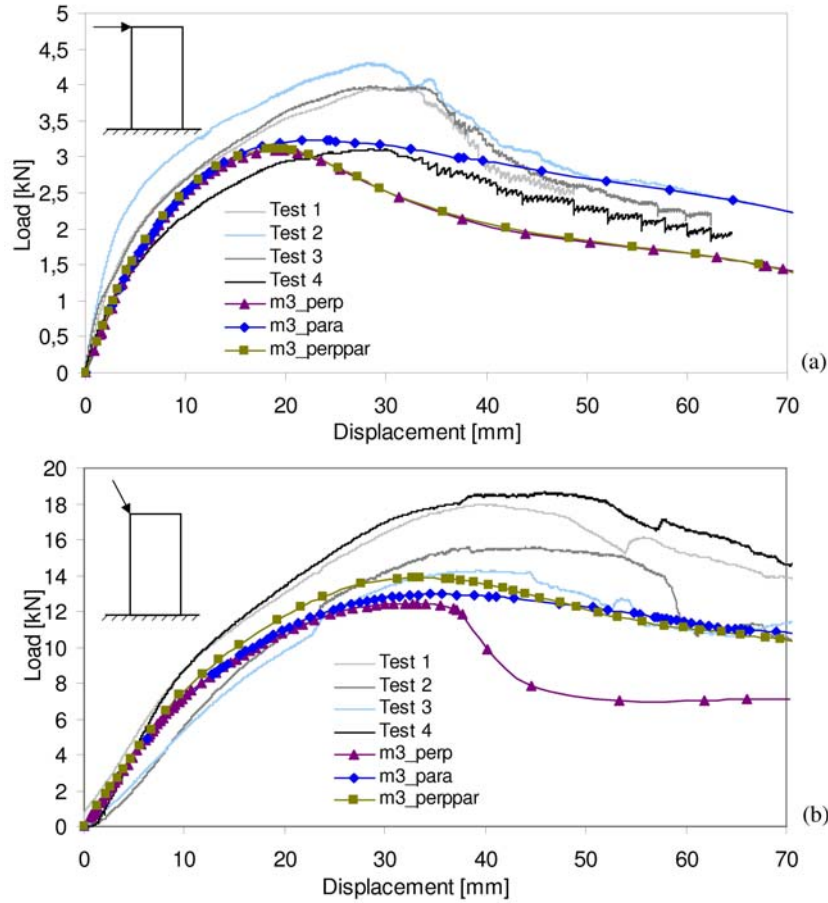 5
4,5
4
3,5
3
2,5
2
1,5
1
0,5
0
Load [kN]
Test 1
Test 2
Test 3
Test 4
m3_perp
m3_para
m3_perppar
0 10 20 30 40 50 60 70
Displacement [mm]
(a)
20
18
16
14
12
10
8
6
4
2
0
Load [kN]
Test 1
Test 2
Test 3
Test 4
m3_perp
m3_para
m3_perppar
0 10 20 30 40 50 60 70
Displacement [mm]
(b)